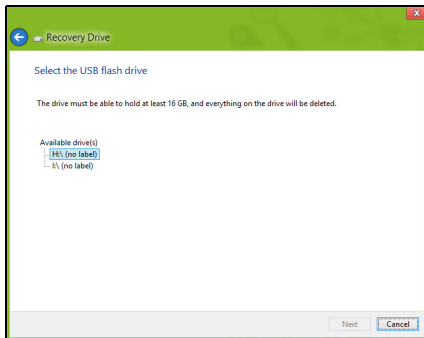 Recovery Drive
Select the USB flash drive
The drive must be able to hold at least 16 GB, and everything on the drive will be deleted.
Available drive(s)
H:\ (no label)
I:\ (no label)
Next
Cancel